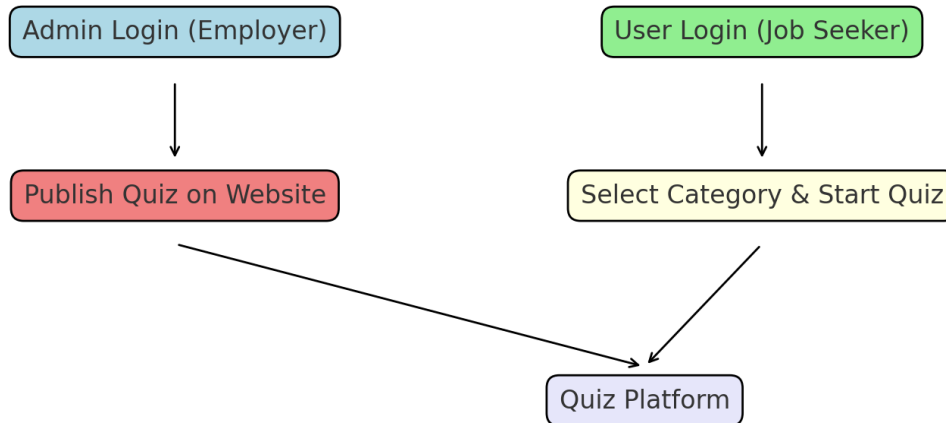 Admin Login (Employer)
User Login (Job Seeker)
Publish Quiz on Website
Select Category & Start Quiz
Quiz Platform